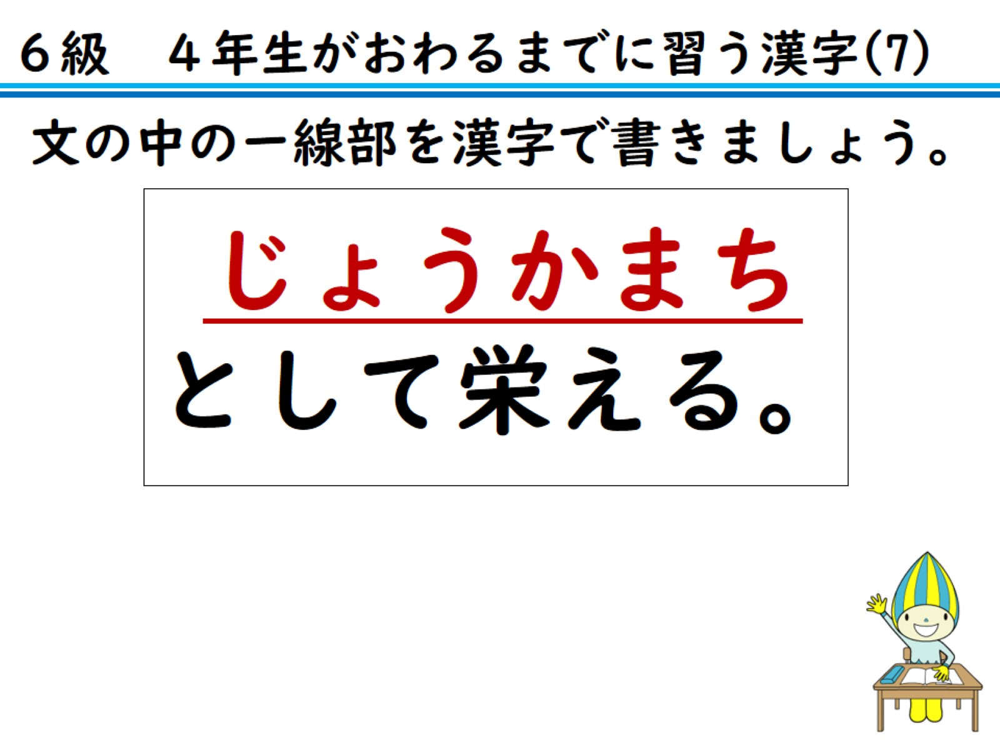 ６級　４年生がおわるまでに習う漢字(7)
文の中の一線部を漢字で書きましょう。
じょうかまち
として栄える。